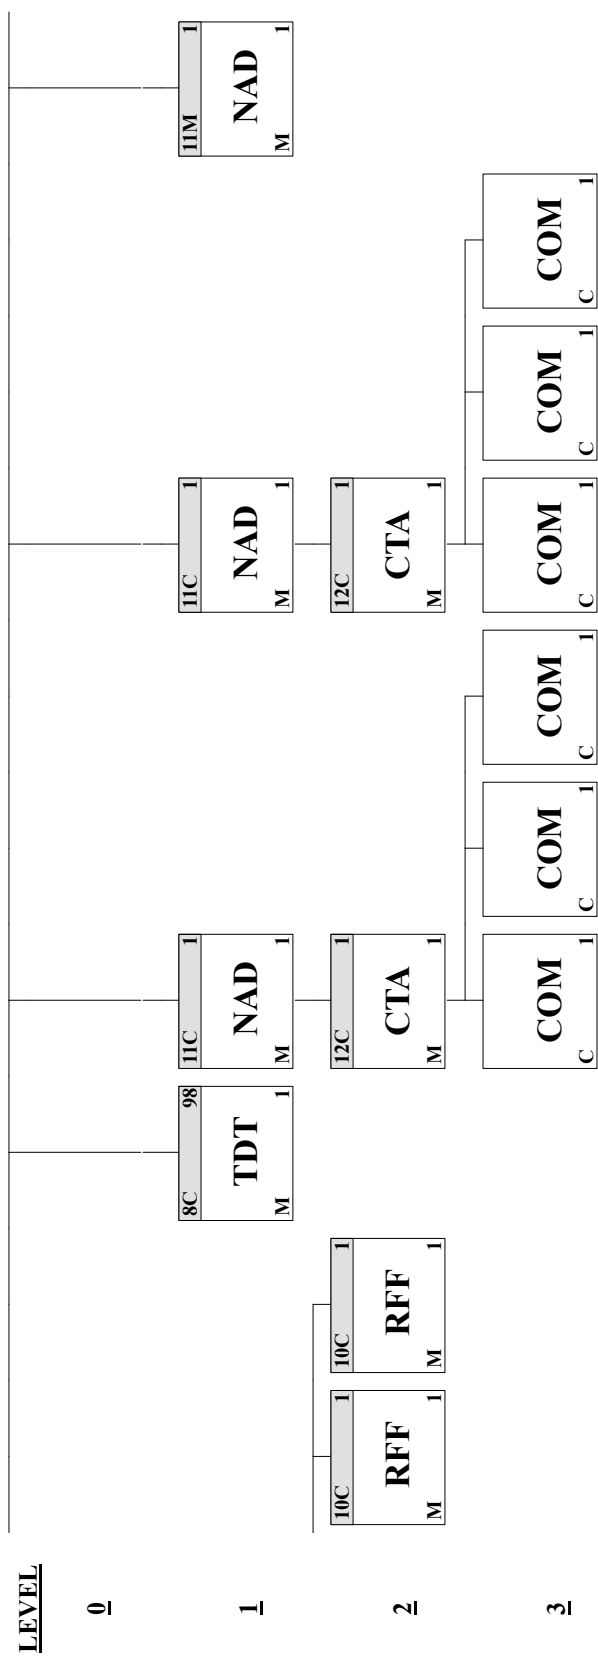 LEVEL
0
1
8C 98
TDT
M 1
11C 1
NAD
M 1
11C 1
NAD
M 1
11M 1
NAD
M 1
2
10C 1
RFF
M 1
10C 1
RFF
M 1
12C 1
CTA
M 1
12C 1
CTA
M 1
3
COM
C 1
COM
C 1
COM
C 1
COM
C 1
COM
C 1
COM
C 1